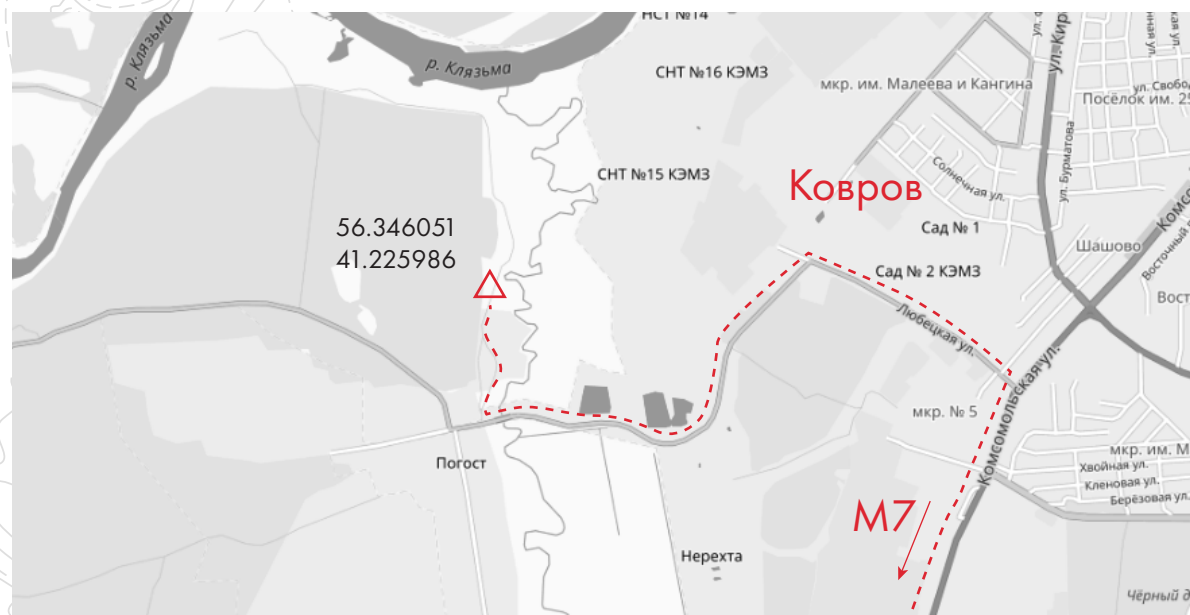 НСТ №14
р. Клязьма
р. Клязьма
СНТ №16 КЭМЗ
мкр. им. Малеева и Кангина
ул. Кир
ул. Свобод
Посёлок им. 25
ул. Бурматова
СНТ №15 КЭМЗ
Солнечная ул.
Ковров
Комсо
56.346051
41.225986
Сад № 1
Шашово
Восточный
Сад № 2 КЭМЗ
Вост
Любецкая ул.
Комсомольская ул.
мкр. № 5
Погост
мкр. им. М
Хвойная ул.
Кленовая ул.
Берёзовая ул.
М7
Нерехта
Чёрный д